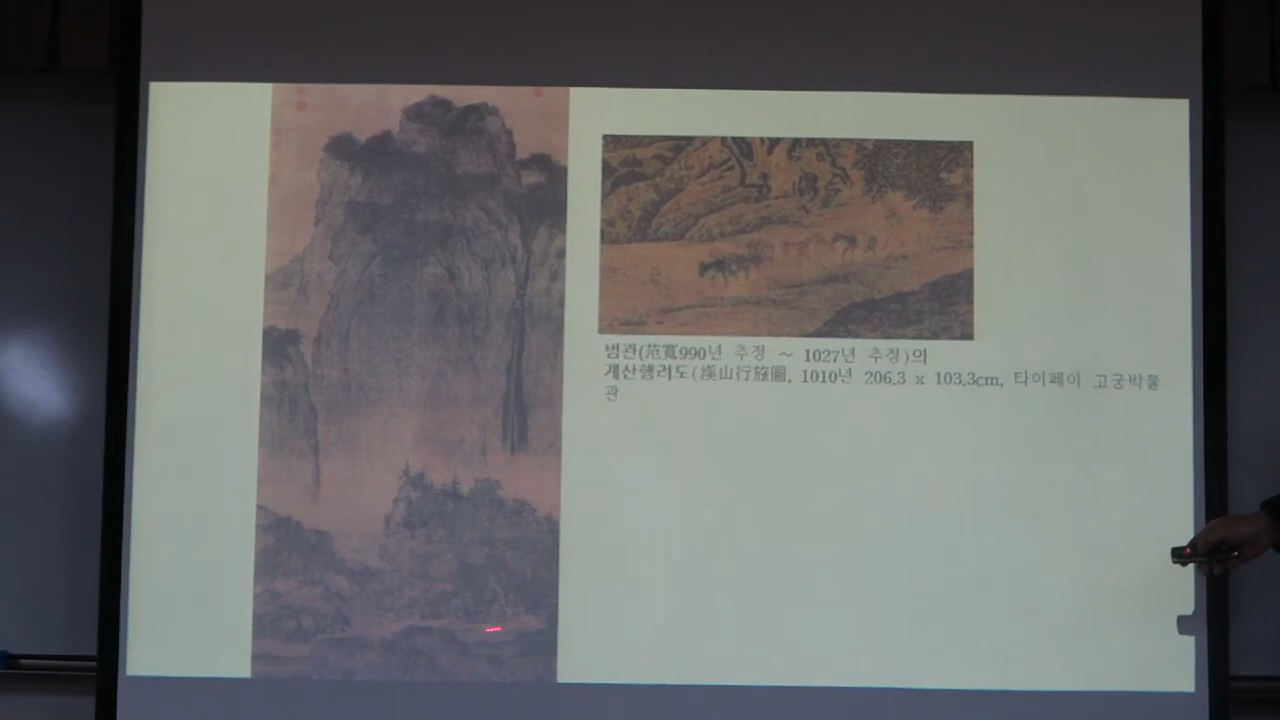 범관(范寬990년 추정 ~ 1027년 추정)의
계산행려도(溪山行旅圖, 1010년 206.3 x 103.3cm, 타이페이 고궁박물
관